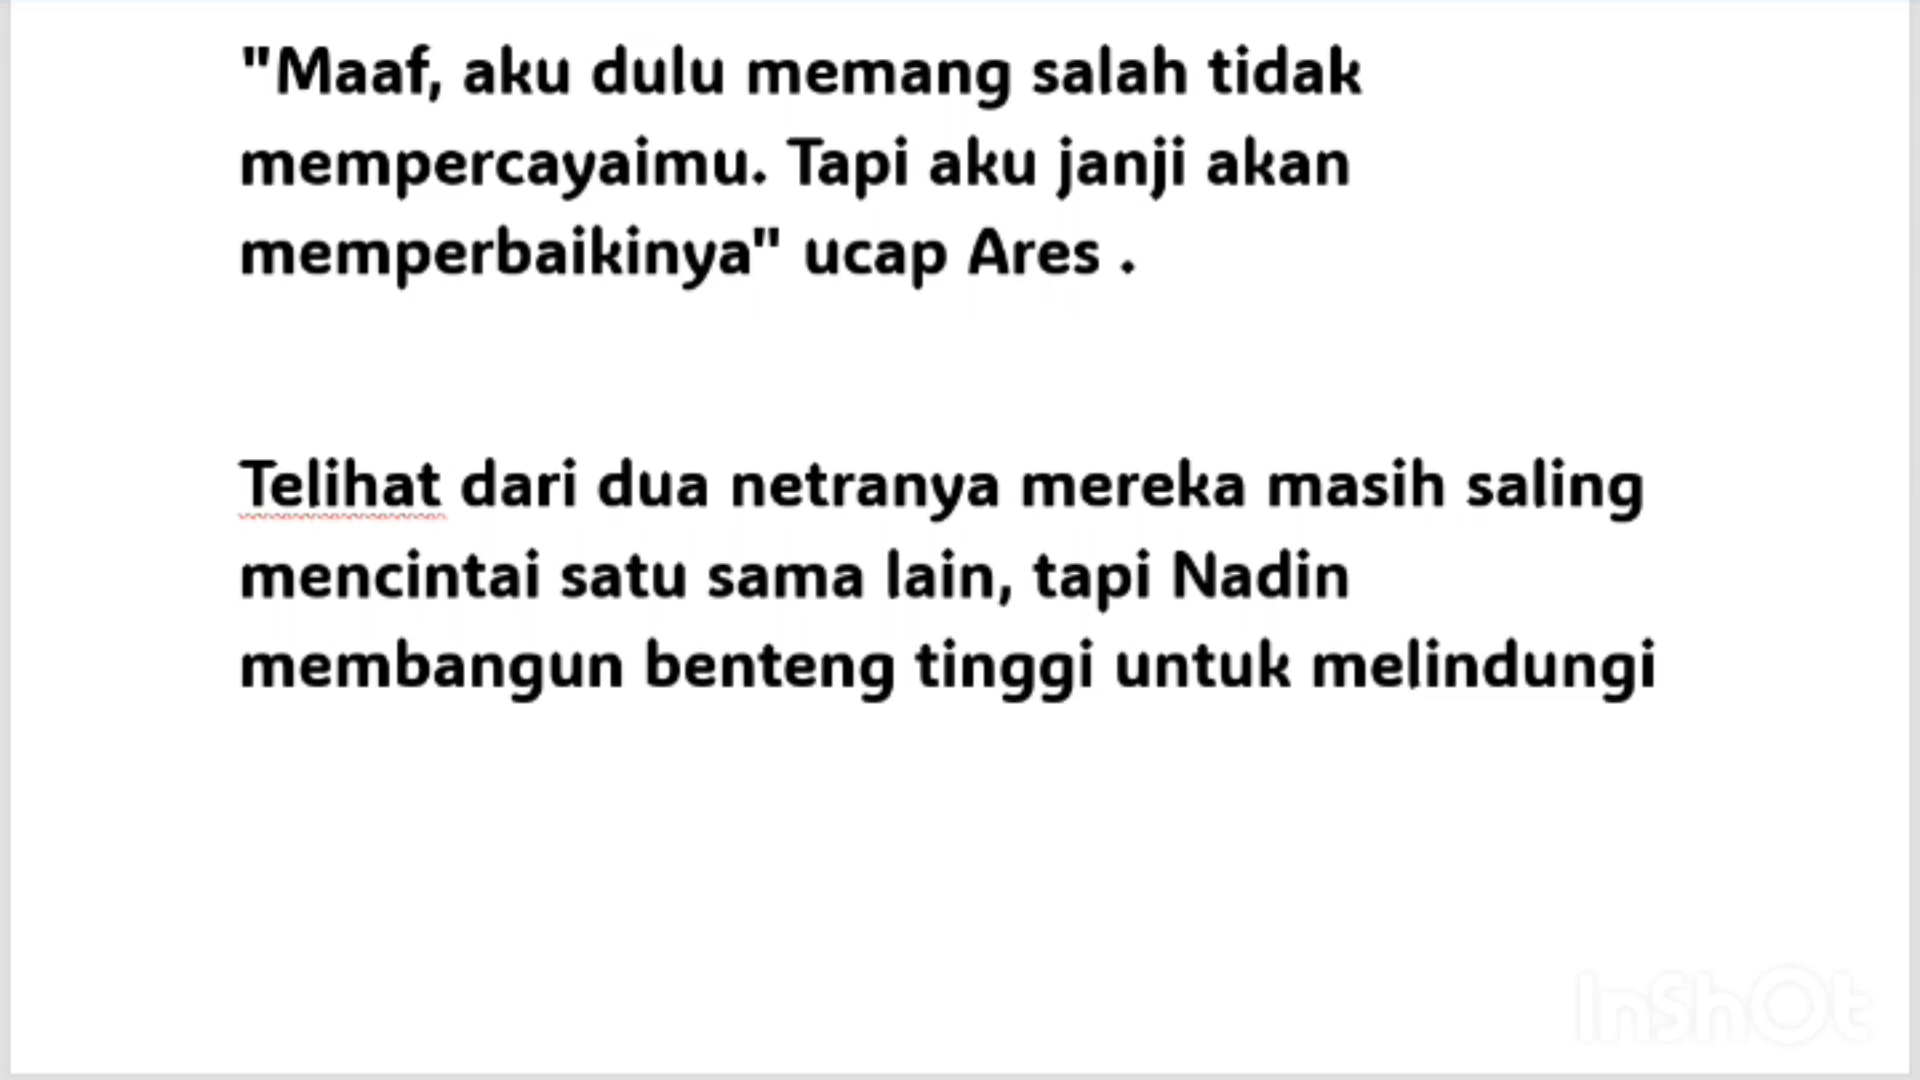 "Maaf, aku dulu memang salah tidak
mempercayaimu. Tapi aku janji akan
memperbaikinya" ucap Ares .
Telihat dari dua netranya mereka masih saling
mencintai satu sama lain, tapi Nadin
membangun benteng tinggi untuk melindungi
InShOt